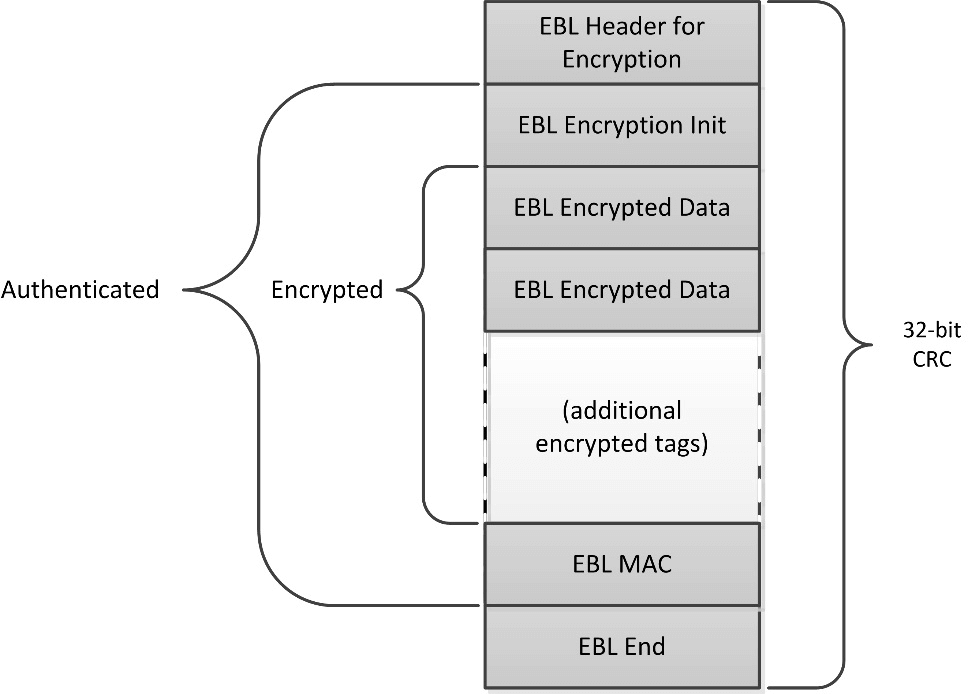 EBL Header for
Encryption
EBL Encryption Init
EBL Encrypted Data
EBL Encrypted Data
Authenticated
Encrypted
32-bit
CRC
(additional
encrypted tags)
EBL MAC
EBL End